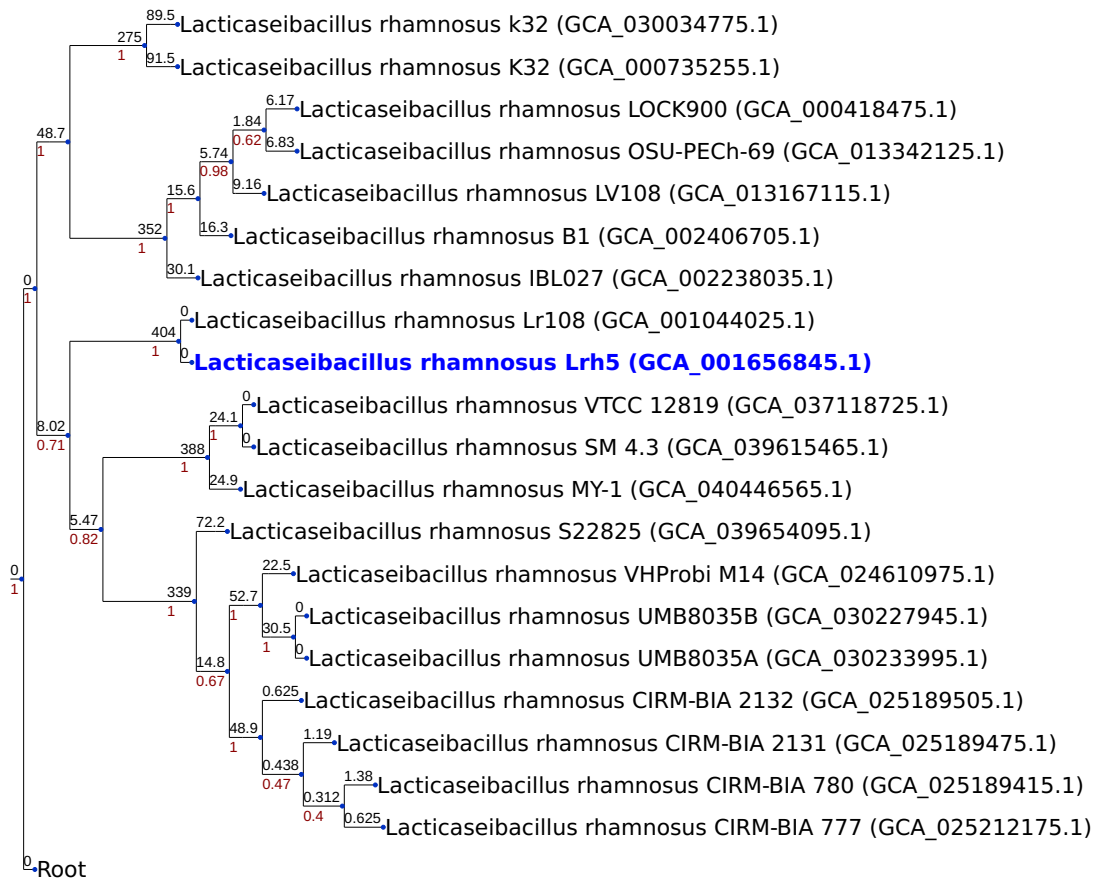 89.5
Lacticaseibacillus rhamnosus k32 (GCA_030034775.1)
275
1
91.5
Lacticaseibacillus rhamnosus K32 (GCA_000735255.1)
6.17
Lacticaseibacillus rhamnosus LOCK900 (GCA_000418475.1)
1.84
0.62
6.83
Lacticaseibacillus rhamnosus OSU-PECh-69 (GCA_013342125.1)
48.7
1
5.74
0.98
9.16
Lacticaseibacillus rhamnosus LV108 (GCA_013167115.1)
15.6
1
16.3
Lacticaseibacillus rhamnosus B1 (GCA_002406705.1)
352
1
30.1
Lacticaseibacillus rhamnosus IBL027 (GCA_002238035.1)
0
1
0
Lacticaseibacillus rhamnosus Lr108 (GCA_001044025.1)
404
1
0
Lacticaseibacillus rhamnosus Lrh5 (GCA_001656845.1)
0
Lacticaseibacillus rhamnosus VTCC 12819 (GCA_037118725.1)
24.1
1
8.02
0.71
0
Lacticaseibacillus rhamnosus SM 4.3 (GCA_039615465.1)
388
1
24.9
Lacticaseibacillus rhamnosus MY-1 (GCA_040446565.1)
5.47
0.82
72.2
Lacticaseibacillus rhamnosus S22825 (GCA_039654095.1)
0
1
22.5
Lacticaseibacillus rhamnosus VHProbi M14 (GCA_024610975.1)
339
1
52.7
1
0
Lacticaseibacillus rhamnosus UMB8035B (GCA_030227945.1)
30.5
1
0
Lacticaseibacillus rhamnosus UMB8035A (GCA_030233995.1)
14.8
0.67
0.625
Lacticaseibacillus rhamnosus CIRM-BIA 2132 (GCA_025189505.1)
48.9
1
1.19
Lacticaseibacillus rhamnosus CIRM-BIA 2131 (GCA_025189475.1)
0.438
0.47
1.38
Lacticaseibacillus rhamnosus CIRM-BIA 780 (GCA_025189415.1)
0.312
0.4
0.625
Lacticaseibacillus rhamnosus CIRM-BIA 777 (GCA_025212175.1)
0
Root